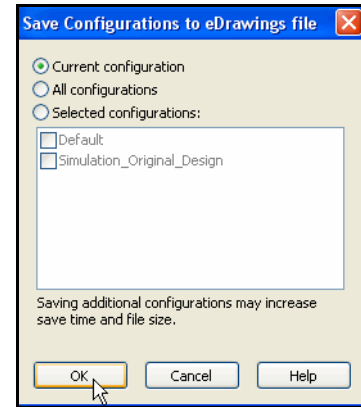 Save Configurations to eDrawings file
Current configuration
All configurations
Selected configurations:
Default
Simulation_Original_Design
Saving additional configurations may increase
save time and file size.
OK Cancel Help